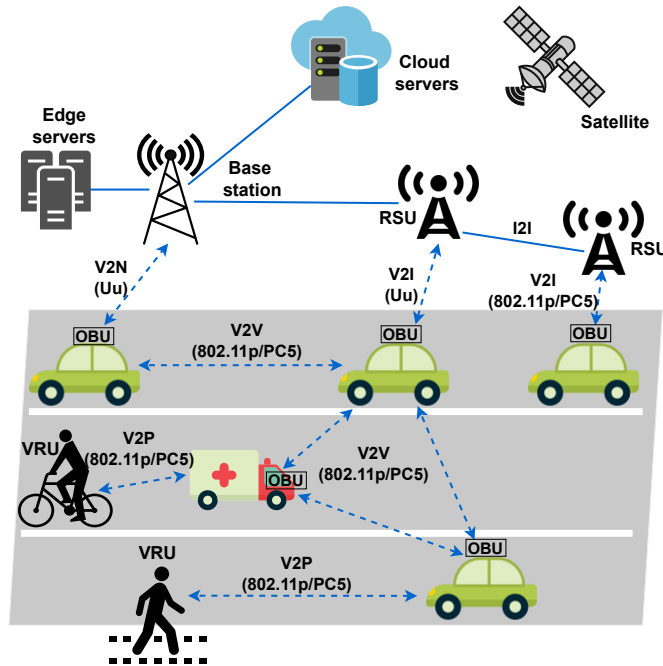 Cloud
servers
Satellite
Edge
servers
Base
station
RSU
I2I
RSU
V2N
(Uu)
V2I
(Uu)
V2I
(802.11p/PC5)
OBU
V2V
(802.11p/PC5)
OBU
OBU
VRU
V2P
(802.11p/PC5)
OBU
V2V
(802.11p/PC5)
VRU
V2P
(802.11p/PC5)
OBU